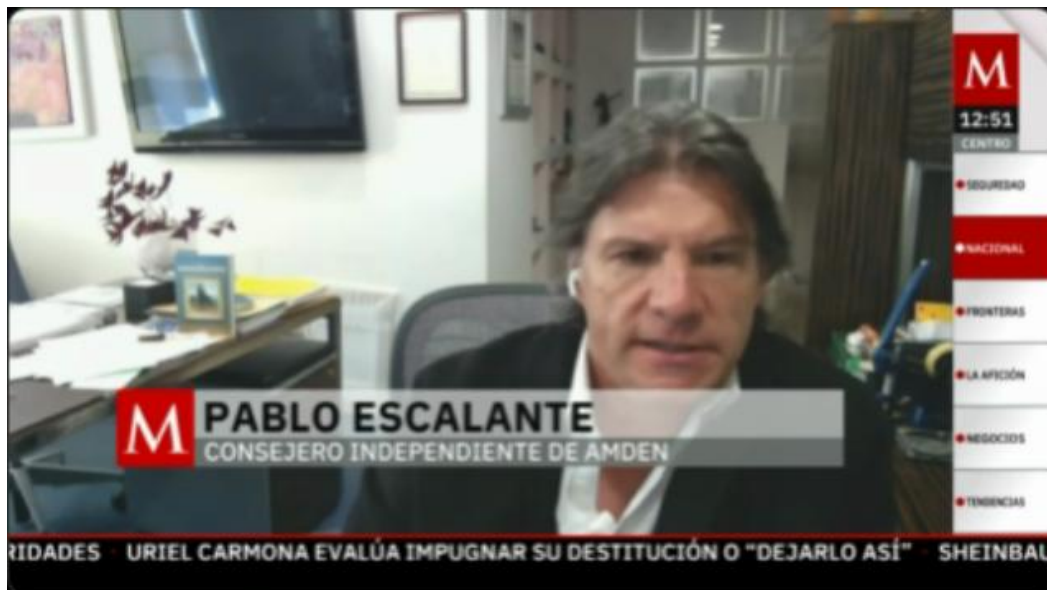 M
12:51
CENTRO
SEGURIDAD
NACIONAL
FRONTERAS
LA AFICIÓN
NEGOCIOS
TENDENCIAS
M
PABLO ESCALANTE
CONSEJERO INDEPENDIENTE DE AMDEN
RIDADES URIEL CARMONA EVALÚA IMPUGNAR SU DESTITUCIÓN O "DEJARLO ASÍ" SHEINBAU